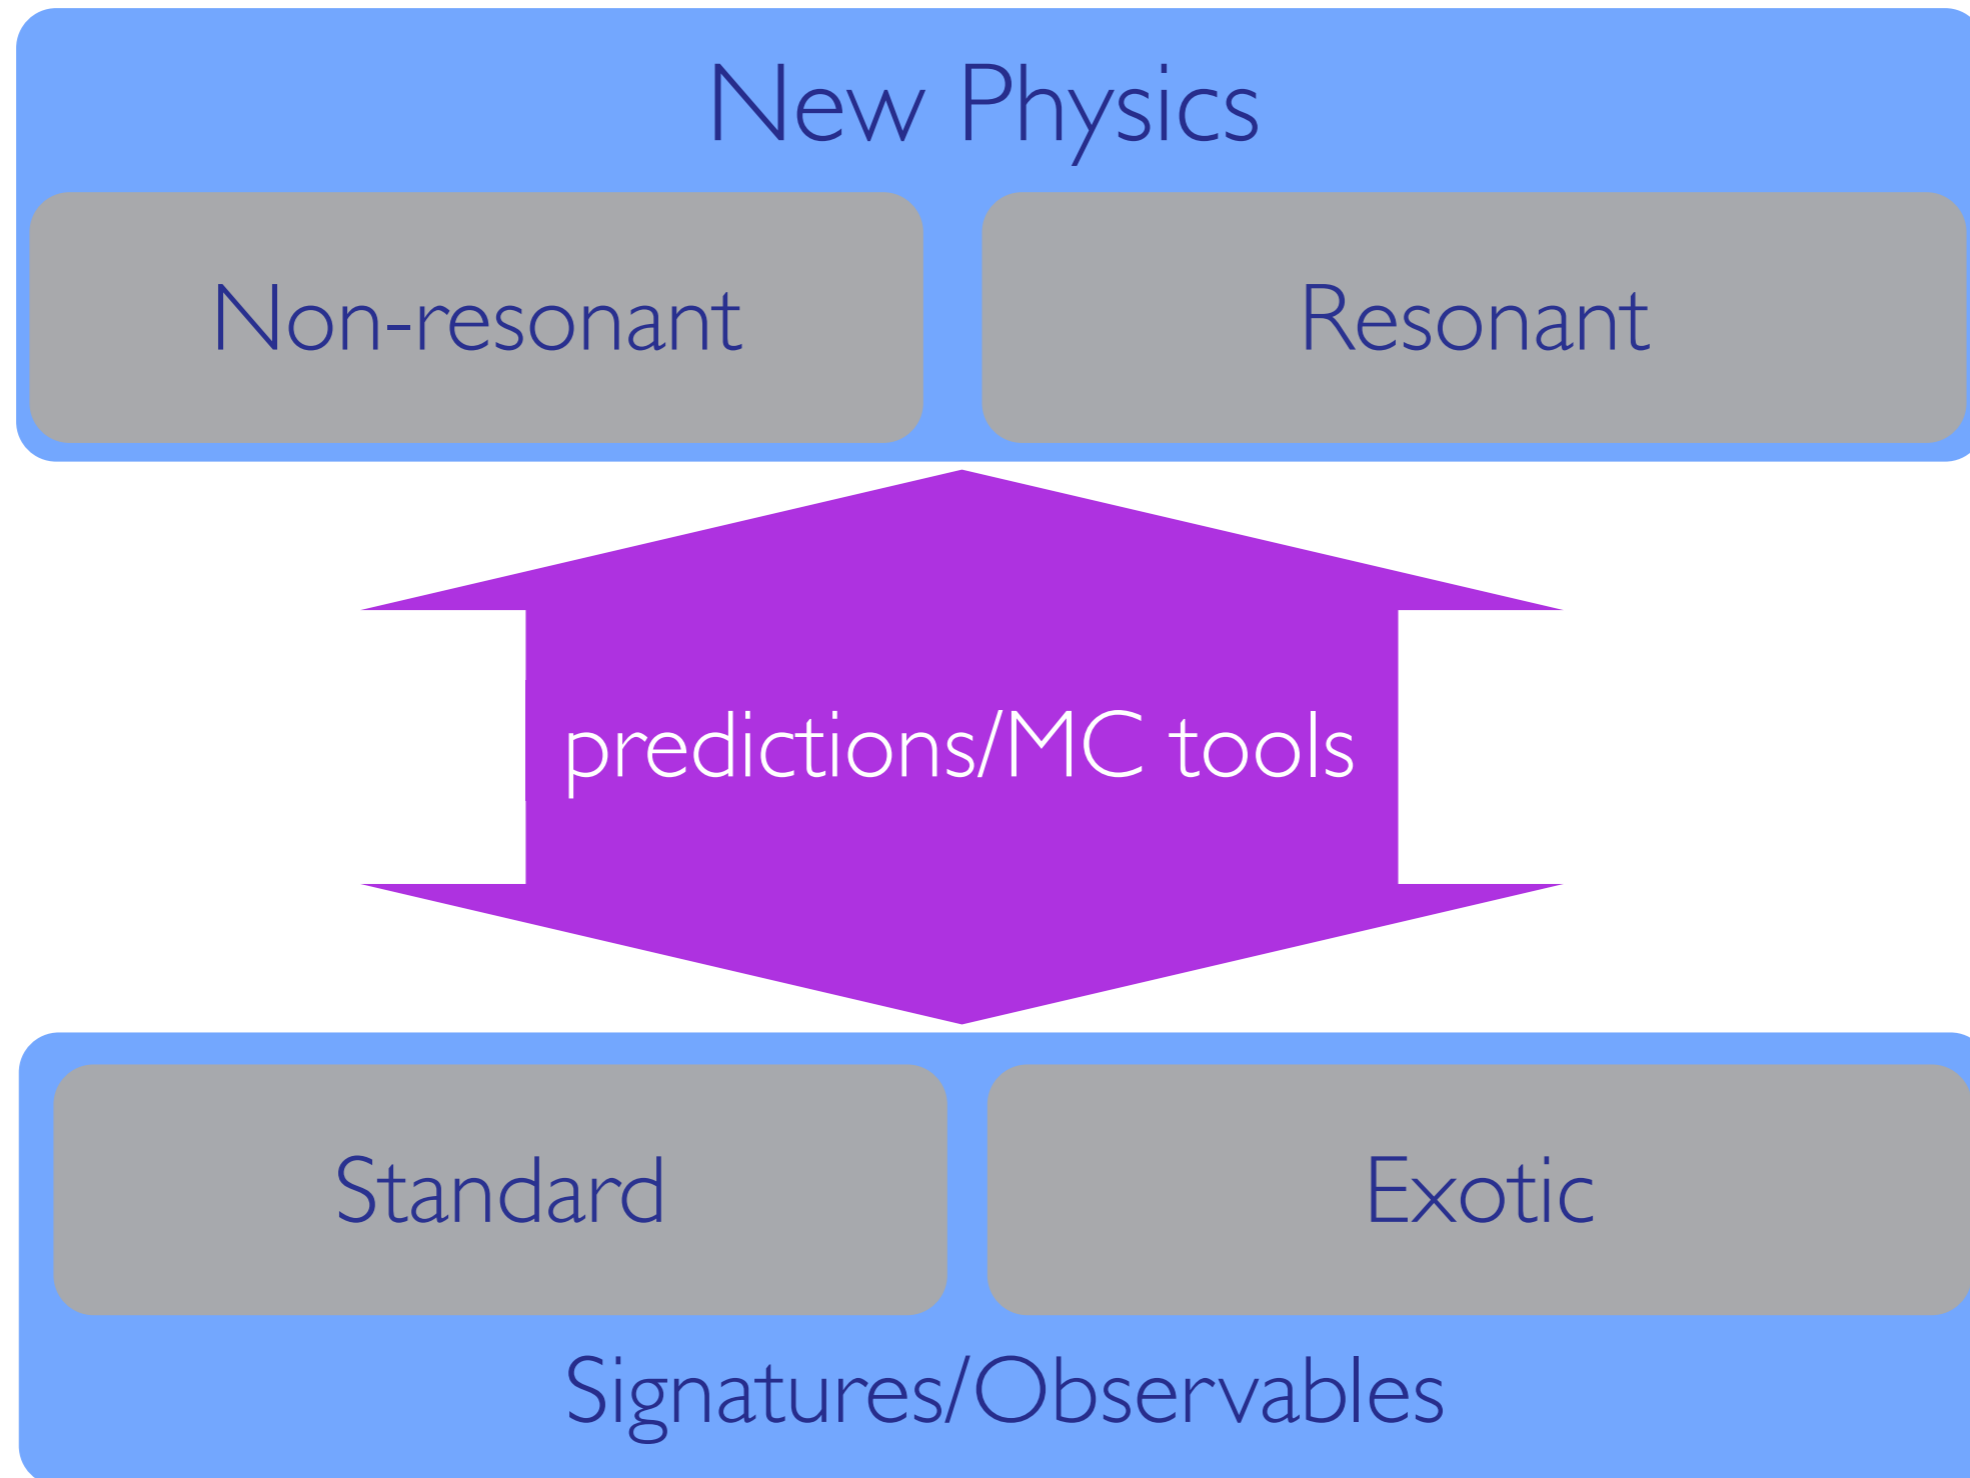 New Physics
Non-resonant
Resonant
predictions/MC tools
Standard
Exotic
Signatures/Observables